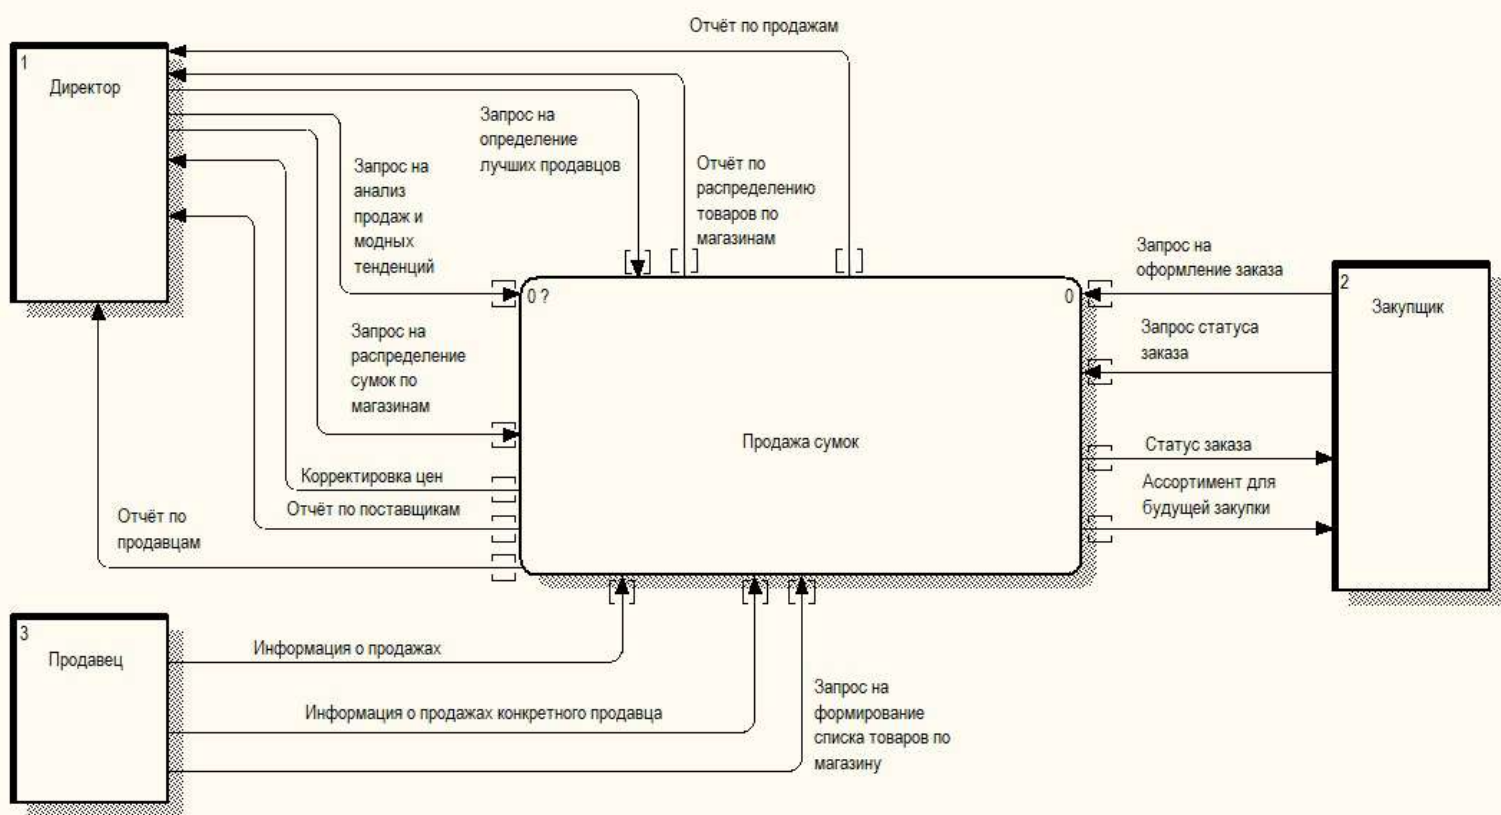 Отчёт по продажам
1
Директор
Запрос на
определение
лучших продавцов
Запрос на
анализ
продаж и
модных
тенденций
Отчёт по
распределению
товаров по
магазинам
Запрос на
оформление заказа
2
Закупщик
0 ?
0
Запрос статуса
заказа
Запрос на
распределение
сумок по
магазинам
Продажа сумок
Статус заказа
Корректировка цен
Ассортимент для
будущей закупки
Отчёт по поставщикам
Отчёт по
продавцам
3
Продавец
Информация о продажах
Информация о продажах конкретного продавца
Запрос на
формирование
списка товаров по
магазину